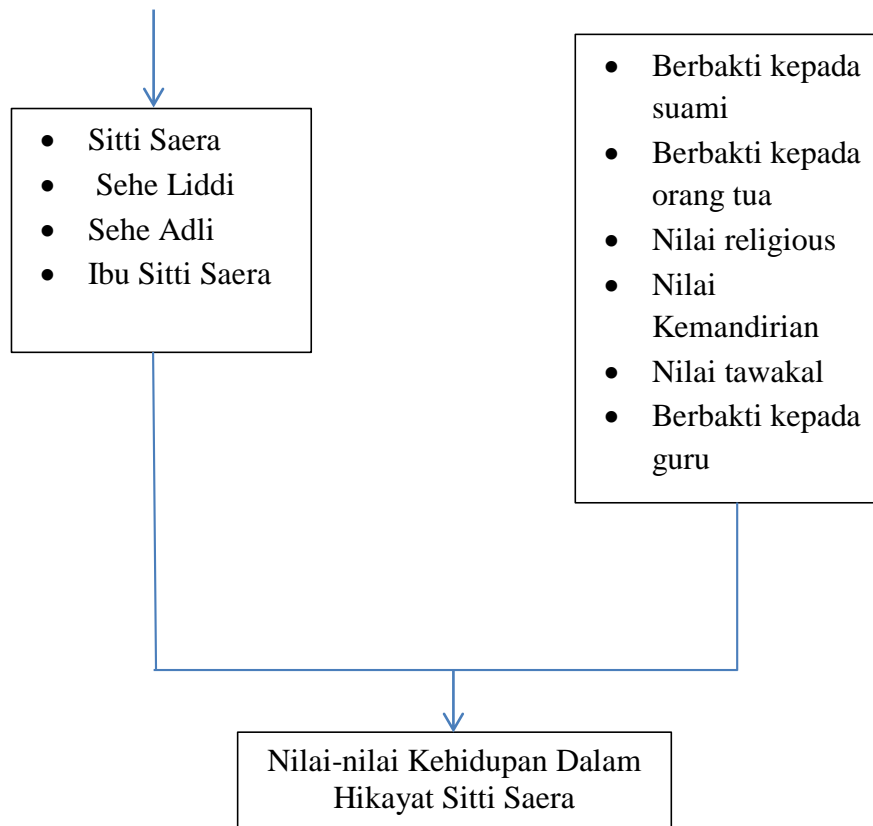 • Sitti Saera
• Sehe Liddi
• Sehe Adli
• Ibu Sitti Saera
• Berbakti kepada
suami
• Berbakti kepada
orang tua
• Nilai religious
• Nilai
Kemandirian
• Nilai tawakal
• Berbakti kepada
guru
Nilai-nilai Kehidupan Dalam
Hikayat Sitti Saera